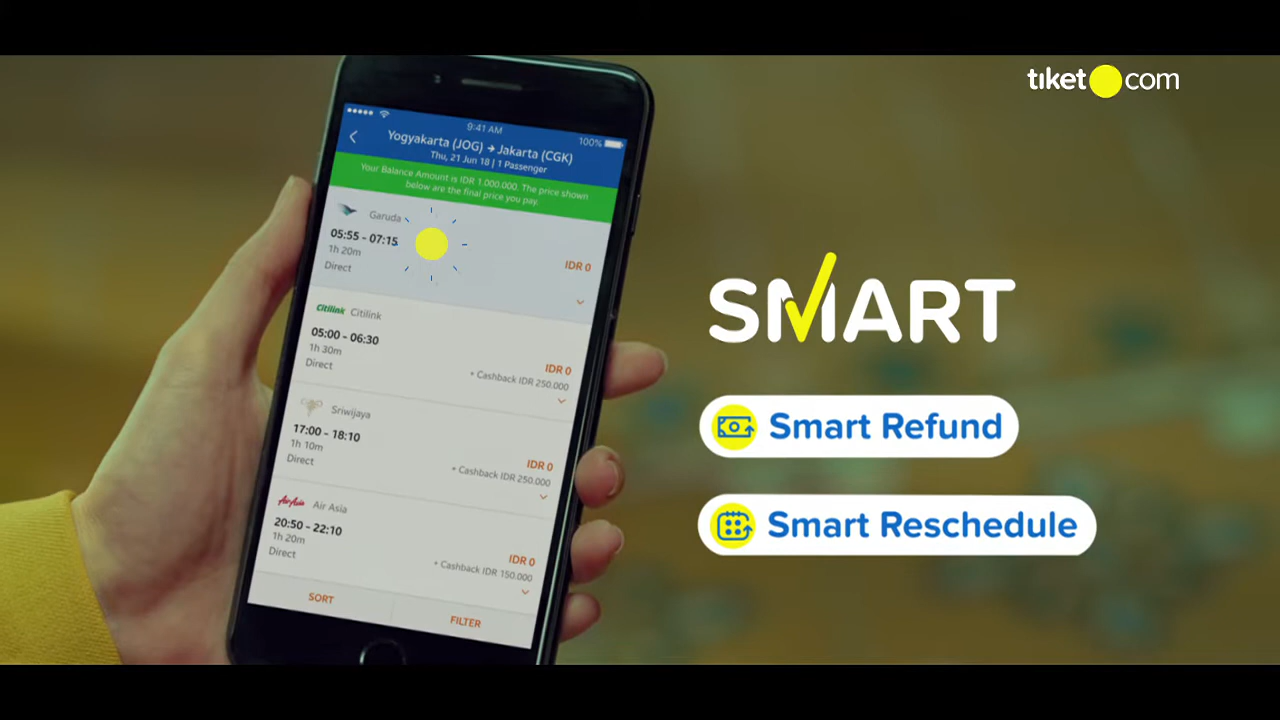 tiket.com
9:41 AM
100%
Yogyakarta (JOG) → Jakarta (CGK)
Thu, 21 Jun 18 | 1 Passenger
Your Balance Amount is IDR 1.000.000. The price shown
below are the final price you pay.
Garuda
05:55 - 07:15
1h 20m
Direct
IDR 0
Citilink Citilink
05:00 - 06:30
1h 30m
Direct
IDR 0
+ Cashback IDR 250.000
Sriwijaya
17:00 - 18:10
1h 10m
Direct
IDR 0
+ Cashback IDR 250.000
AirAsia Air Asia
20:50 - 22:10
1h 20m
Direct
IDR 0
+ Cashback IDR 150.000
SORT
FILTER
SMART
Smart Refund
Smart Reschedule